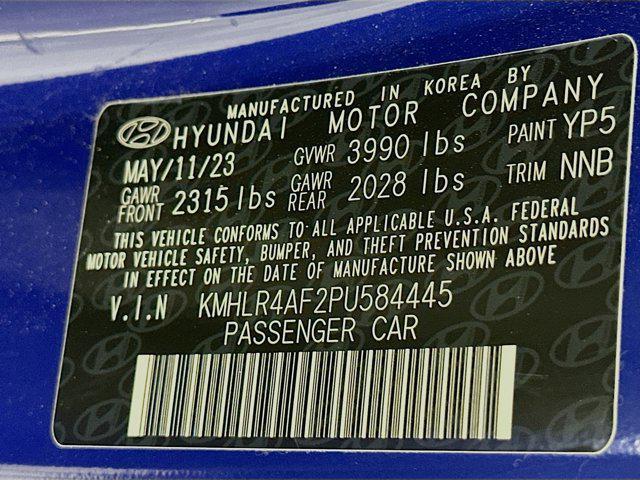 MANUFACTURED IN KOREA BY
HYUNDAI MOTOR COMPANY
MAY/11/23 GVWR 3990 lbs PAINT YP5
GAWR FRONT 2315 lbs GAWR REAR 2028 lbs TRIM NNB
THIS VEHICLE CONFORMS TO ALL APPLICABLE U.S.A. FEDERAL
MOTOR VEHICLE SAFETY, BUMPER, AND THEFT PREVENTION STANDARDS
IN EFFECT ON THE DATE OF MANUFACTURE SHOWN ABOVE
V.I.N KMHLR4AF2PU584445
PASSENGER CAR